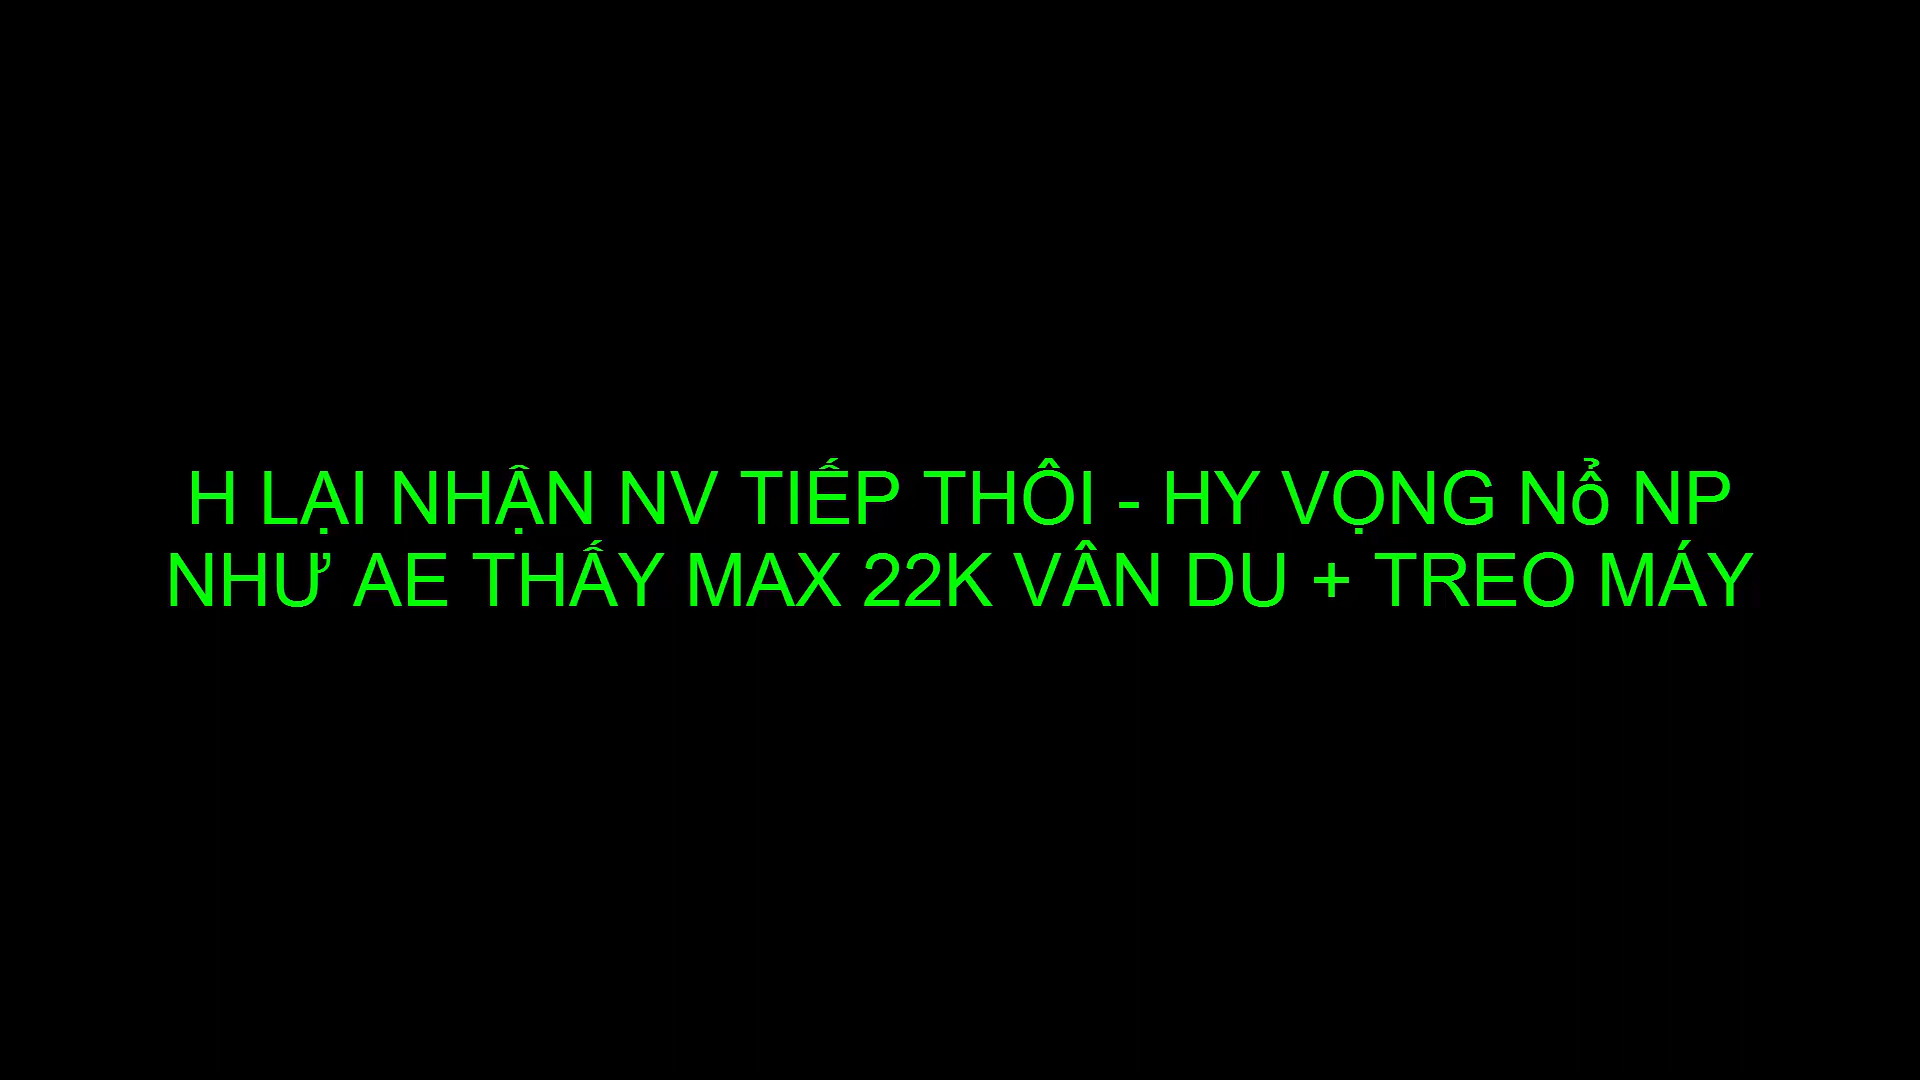 H LẠI NHẬN NV TIẾP THÔI - HY VỌNG Nổ NP
NHƯ AE THẤY MAX 22K VÂN DU + TREO MÁY